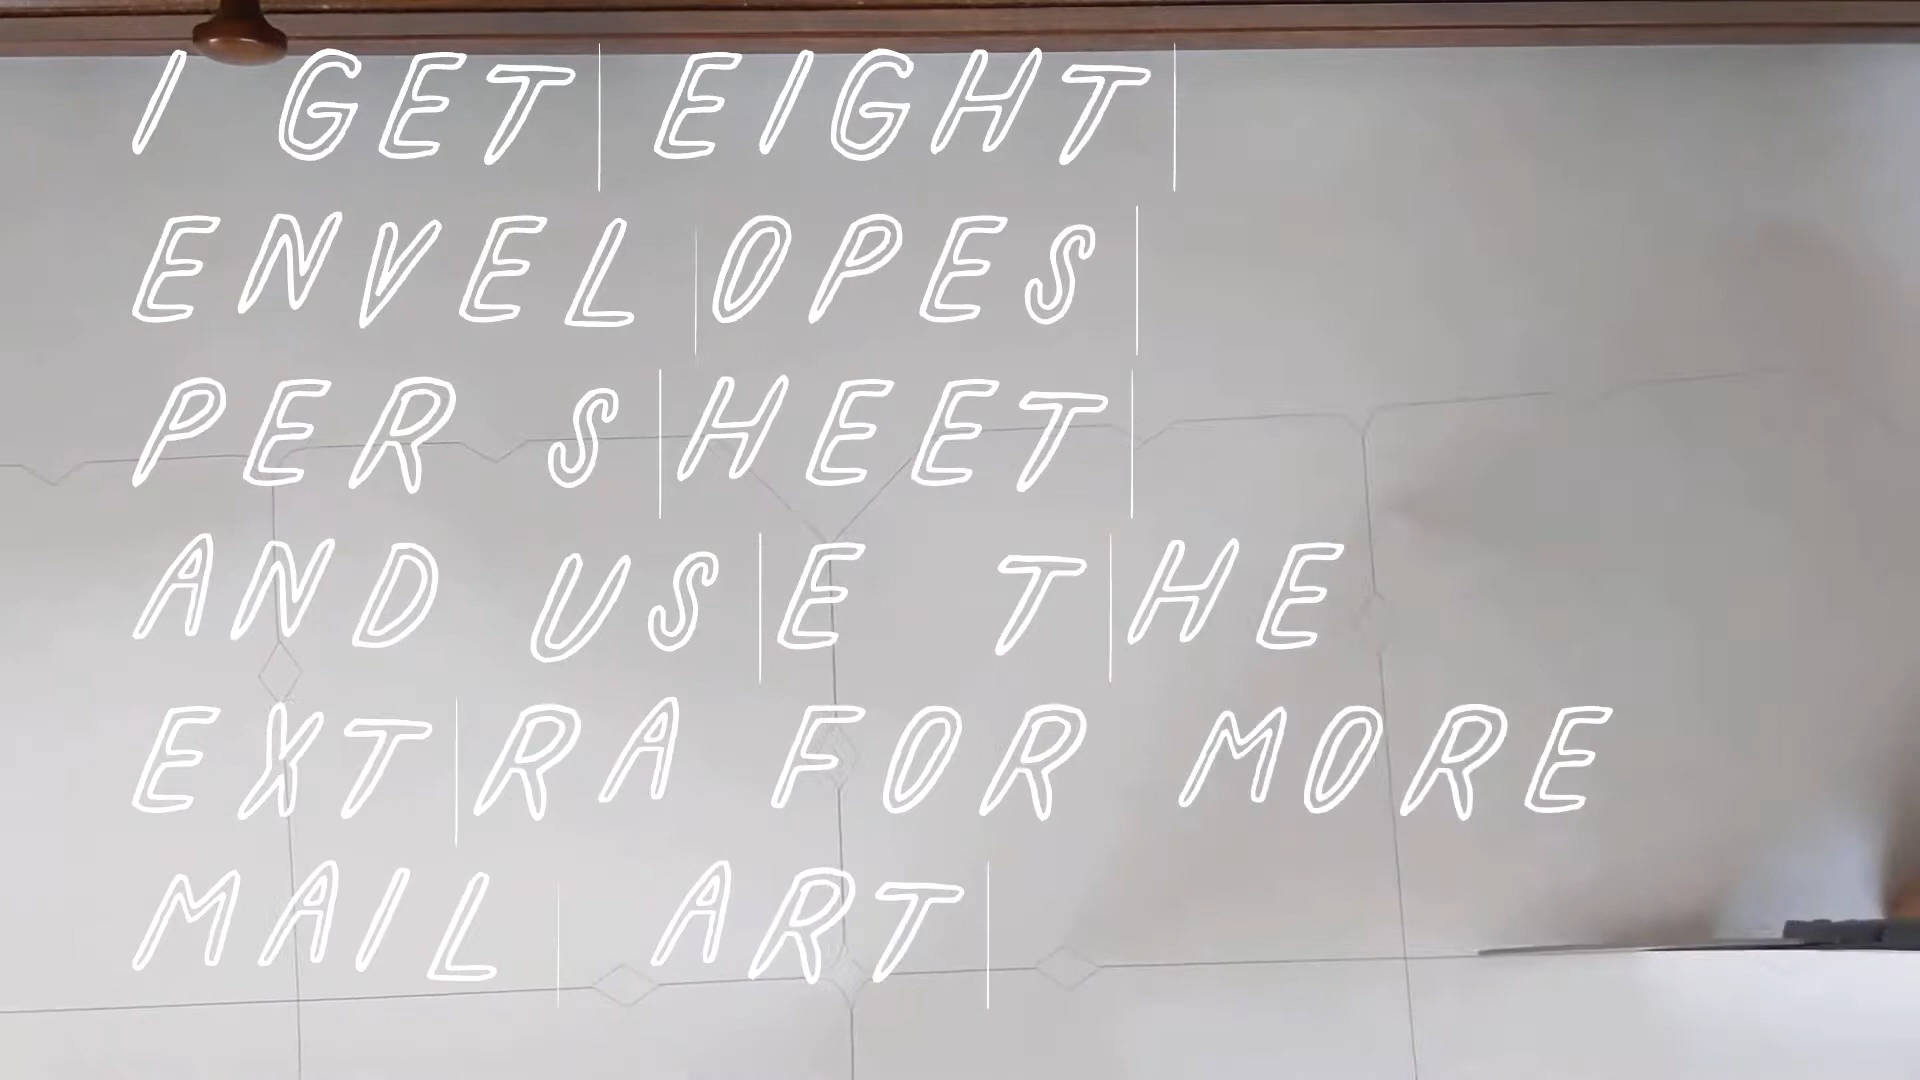 I GET EIGHT
ENVELOPES
PER SHEET
AND USE THE
EXTRA FOR MORE
MAIL ART